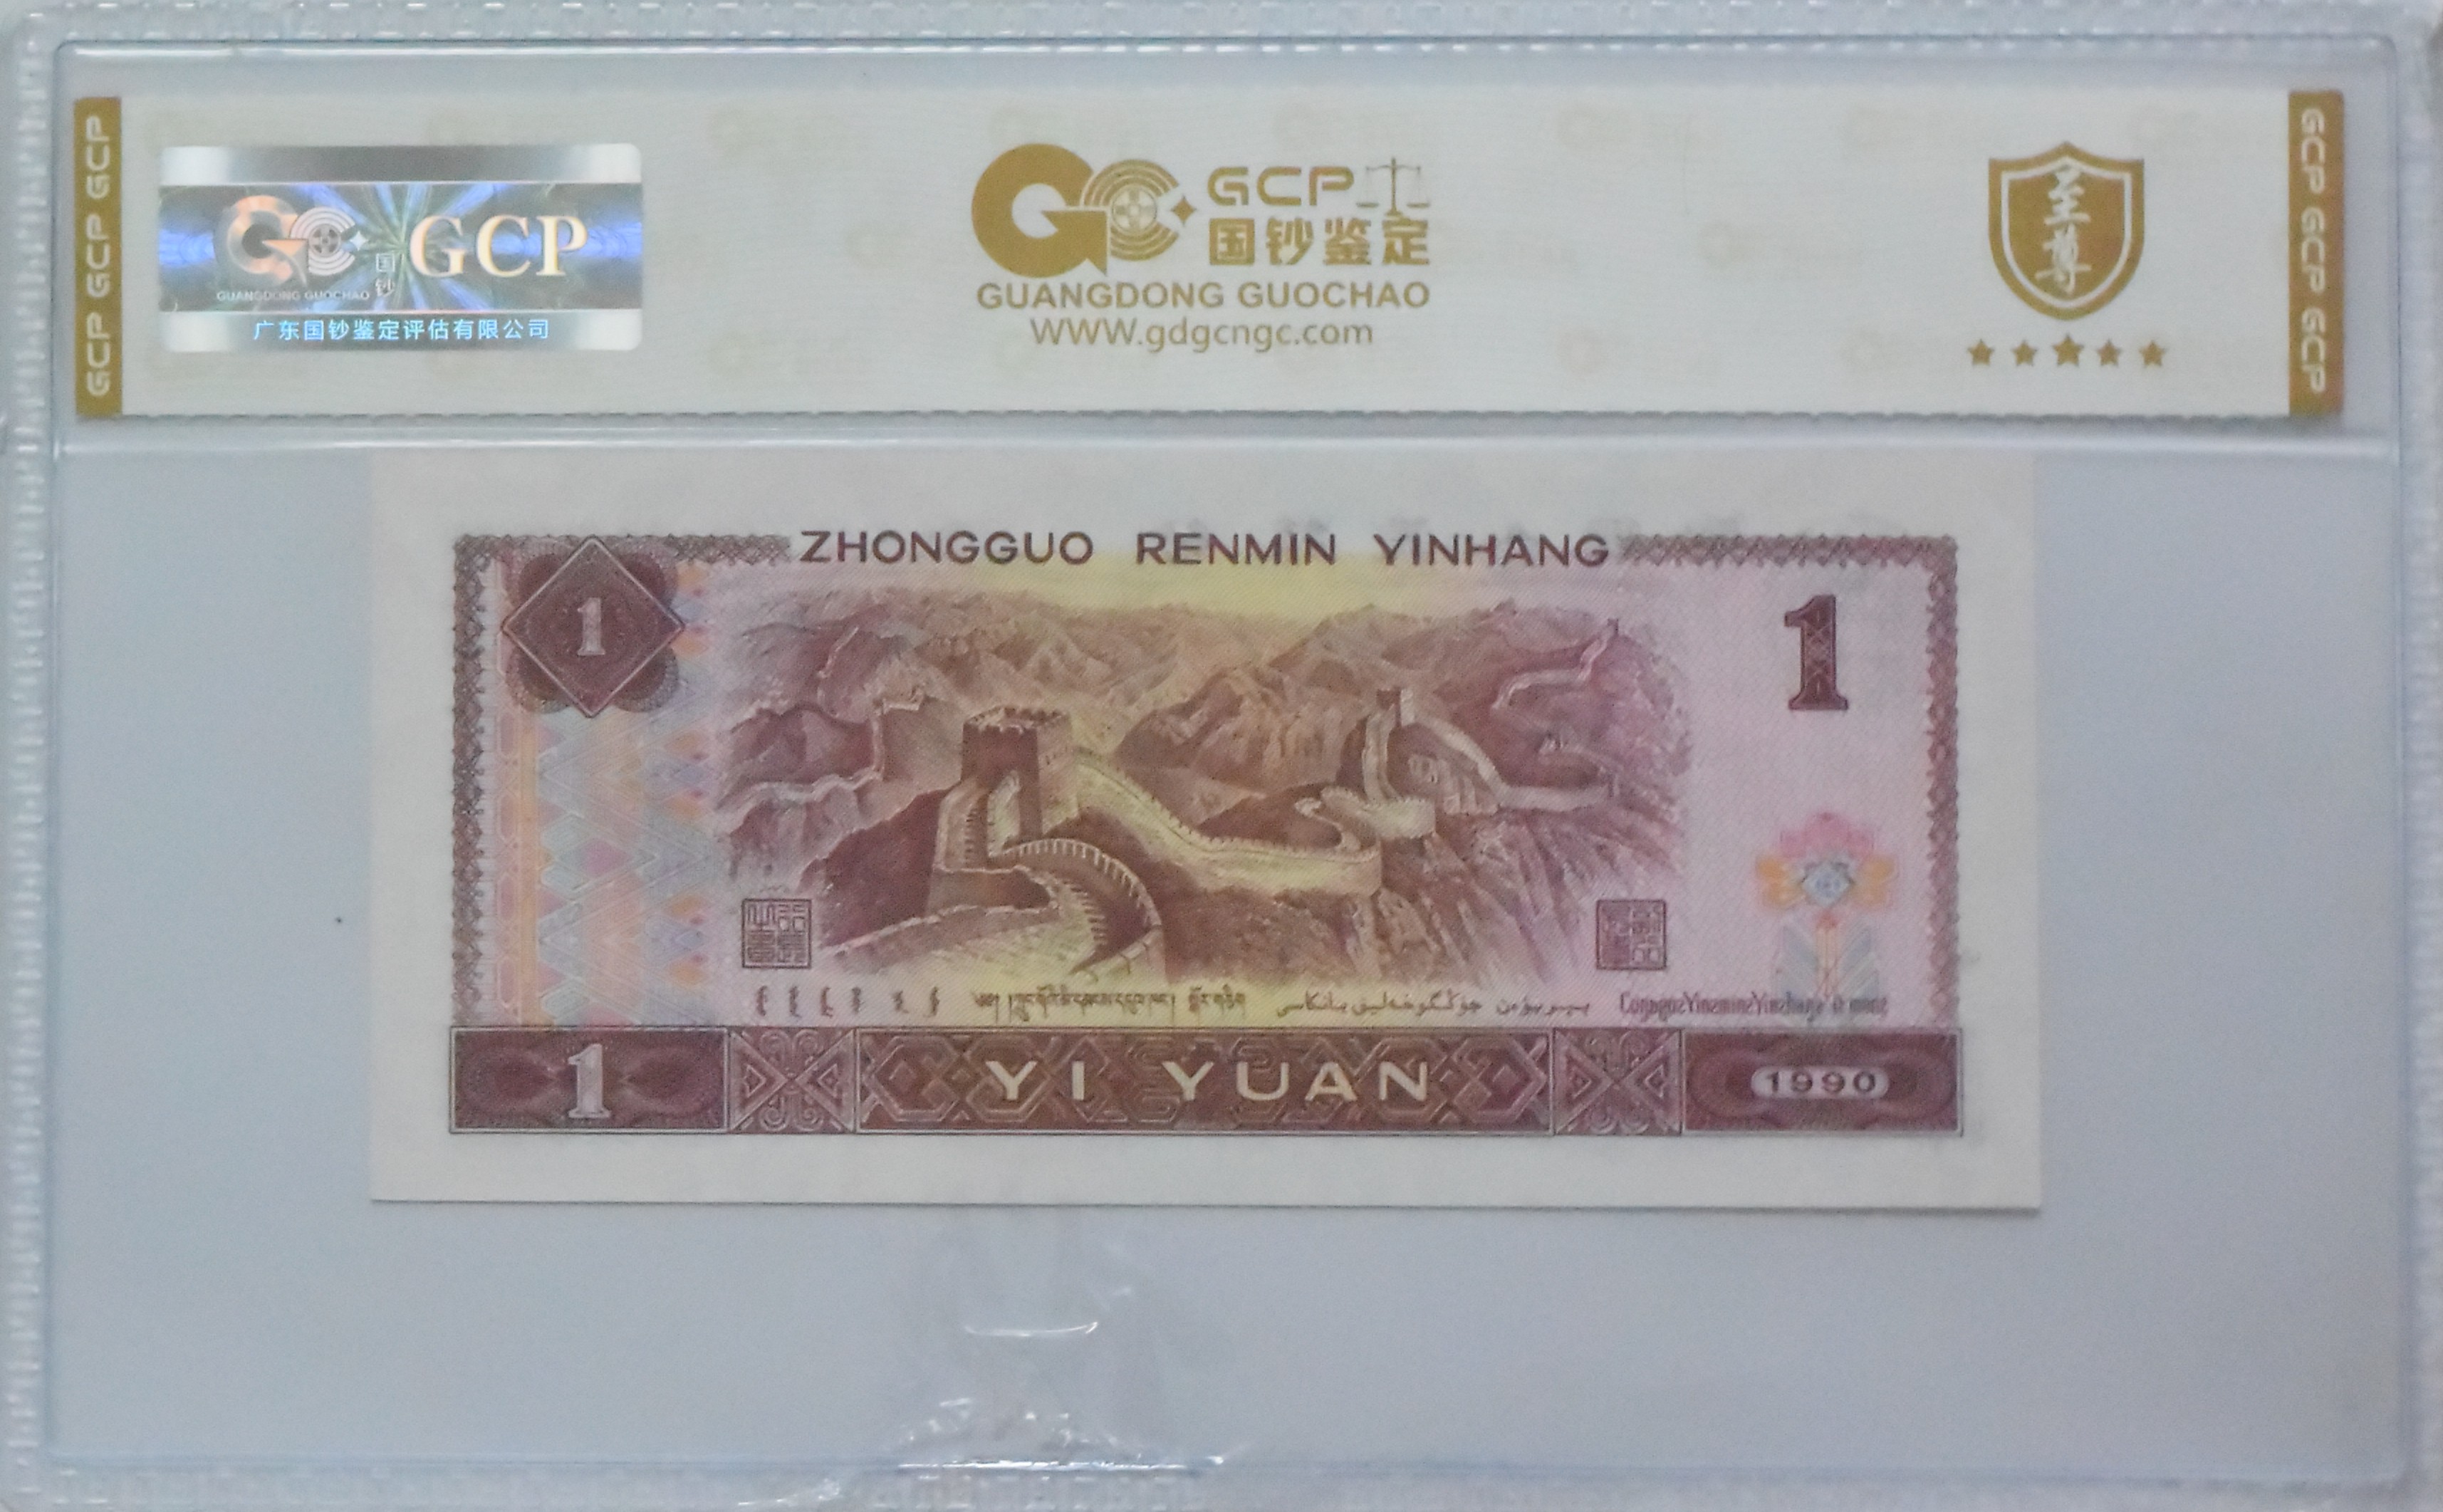 GCP GCP GCP
GCP
国钞
GUANGDONG GUOCHAO
广东国钞鉴定评估有限公司
GCP
国钞鉴定
GUANGDONG GUOCHAO
WWW.gdgcngc.com
至尊
GCP GCP GCP
ZHONGGUO RENMIN YINHANG
1
1
1
YI YUAN
1990